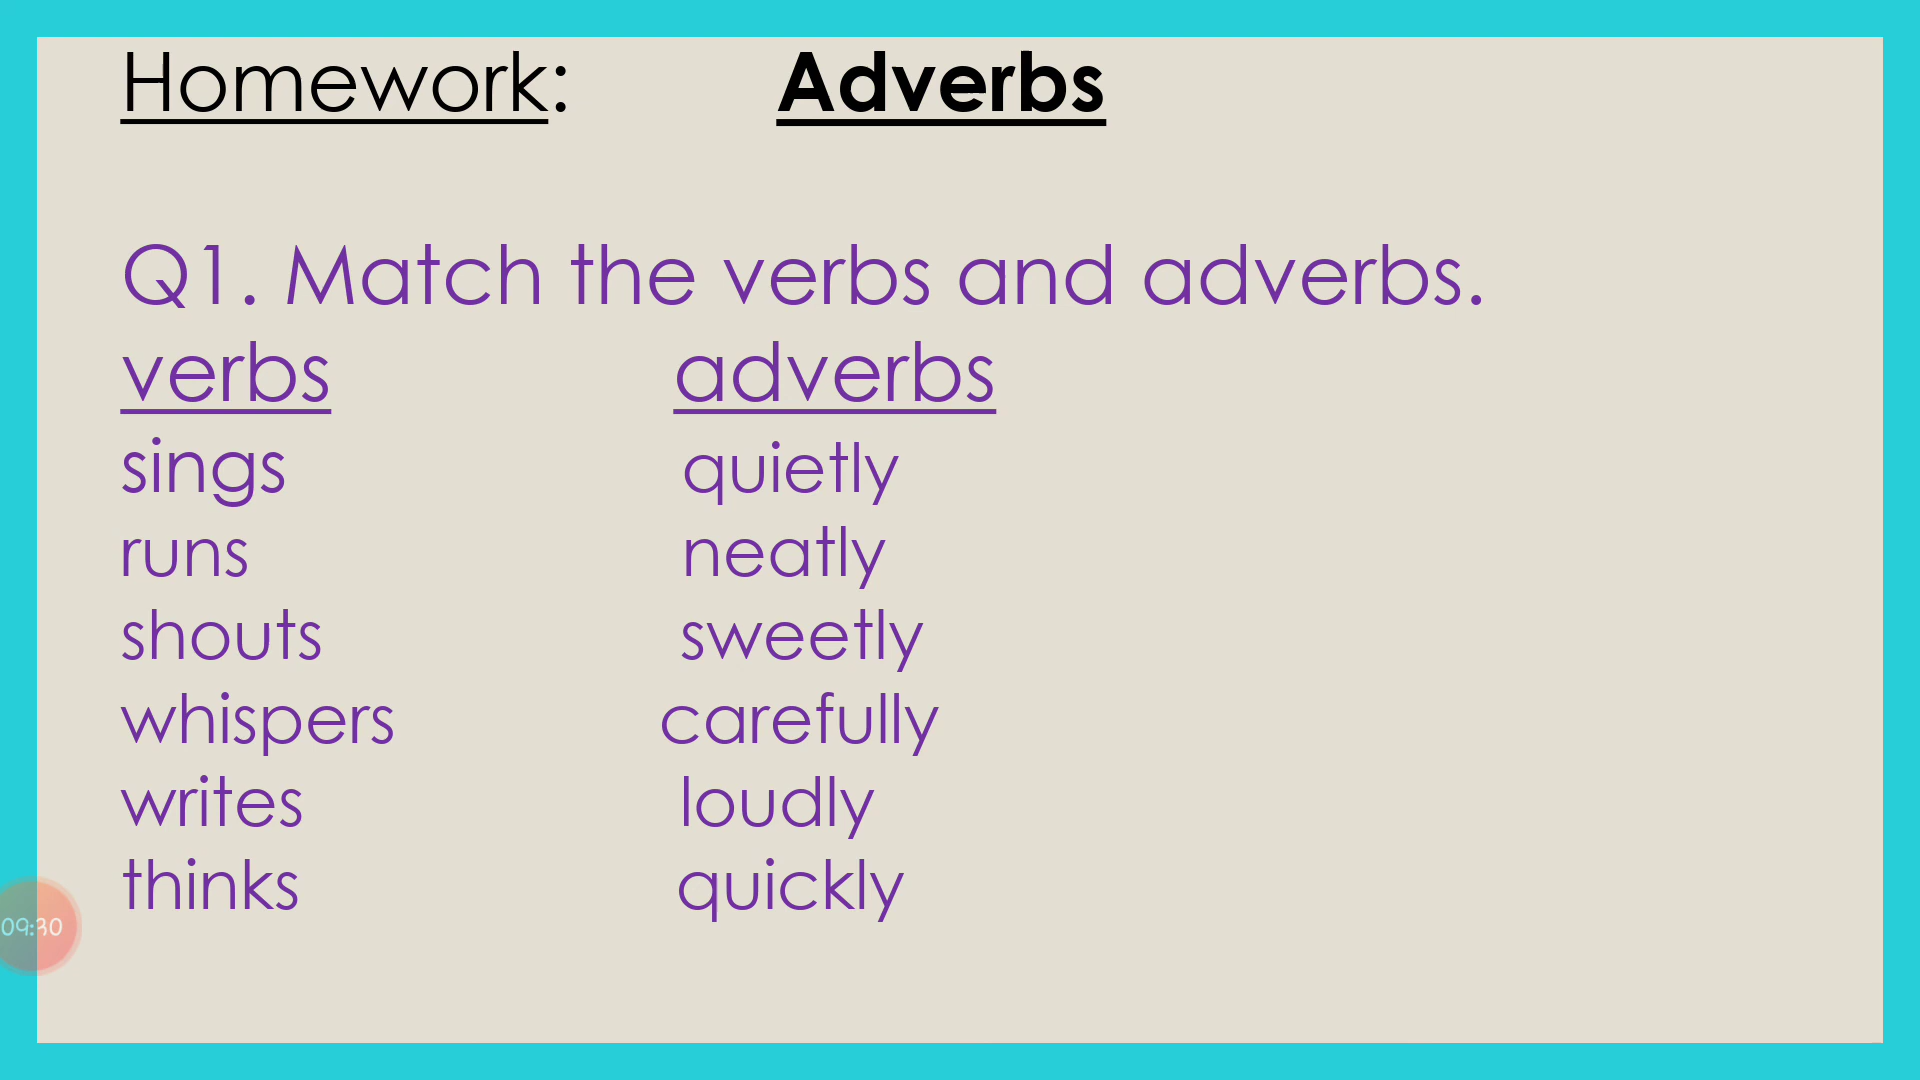 Homework: Adverbs
Q1. Match the verbs and adverbs.
verbs adverbs
sings quietly
runs neatly
shouts sweetly
whispers carefully
writes loudly
thinks quickly
09:30